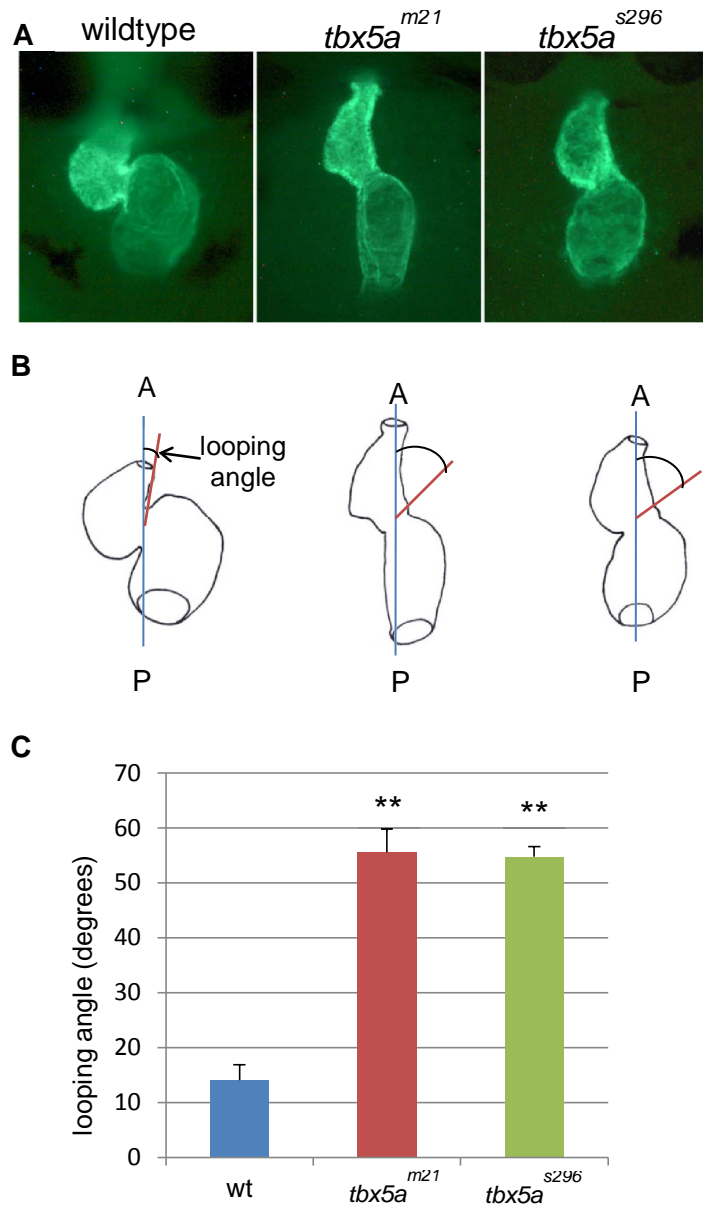 A
wildtype tbx5a^m21 tbx5a^s296
B
A A A
looping
angle
P P P
C
looping angle (degrees)
70
60
50
40
30
20
10
0
** **
wt tbx5a^m21 tbx5a^s296